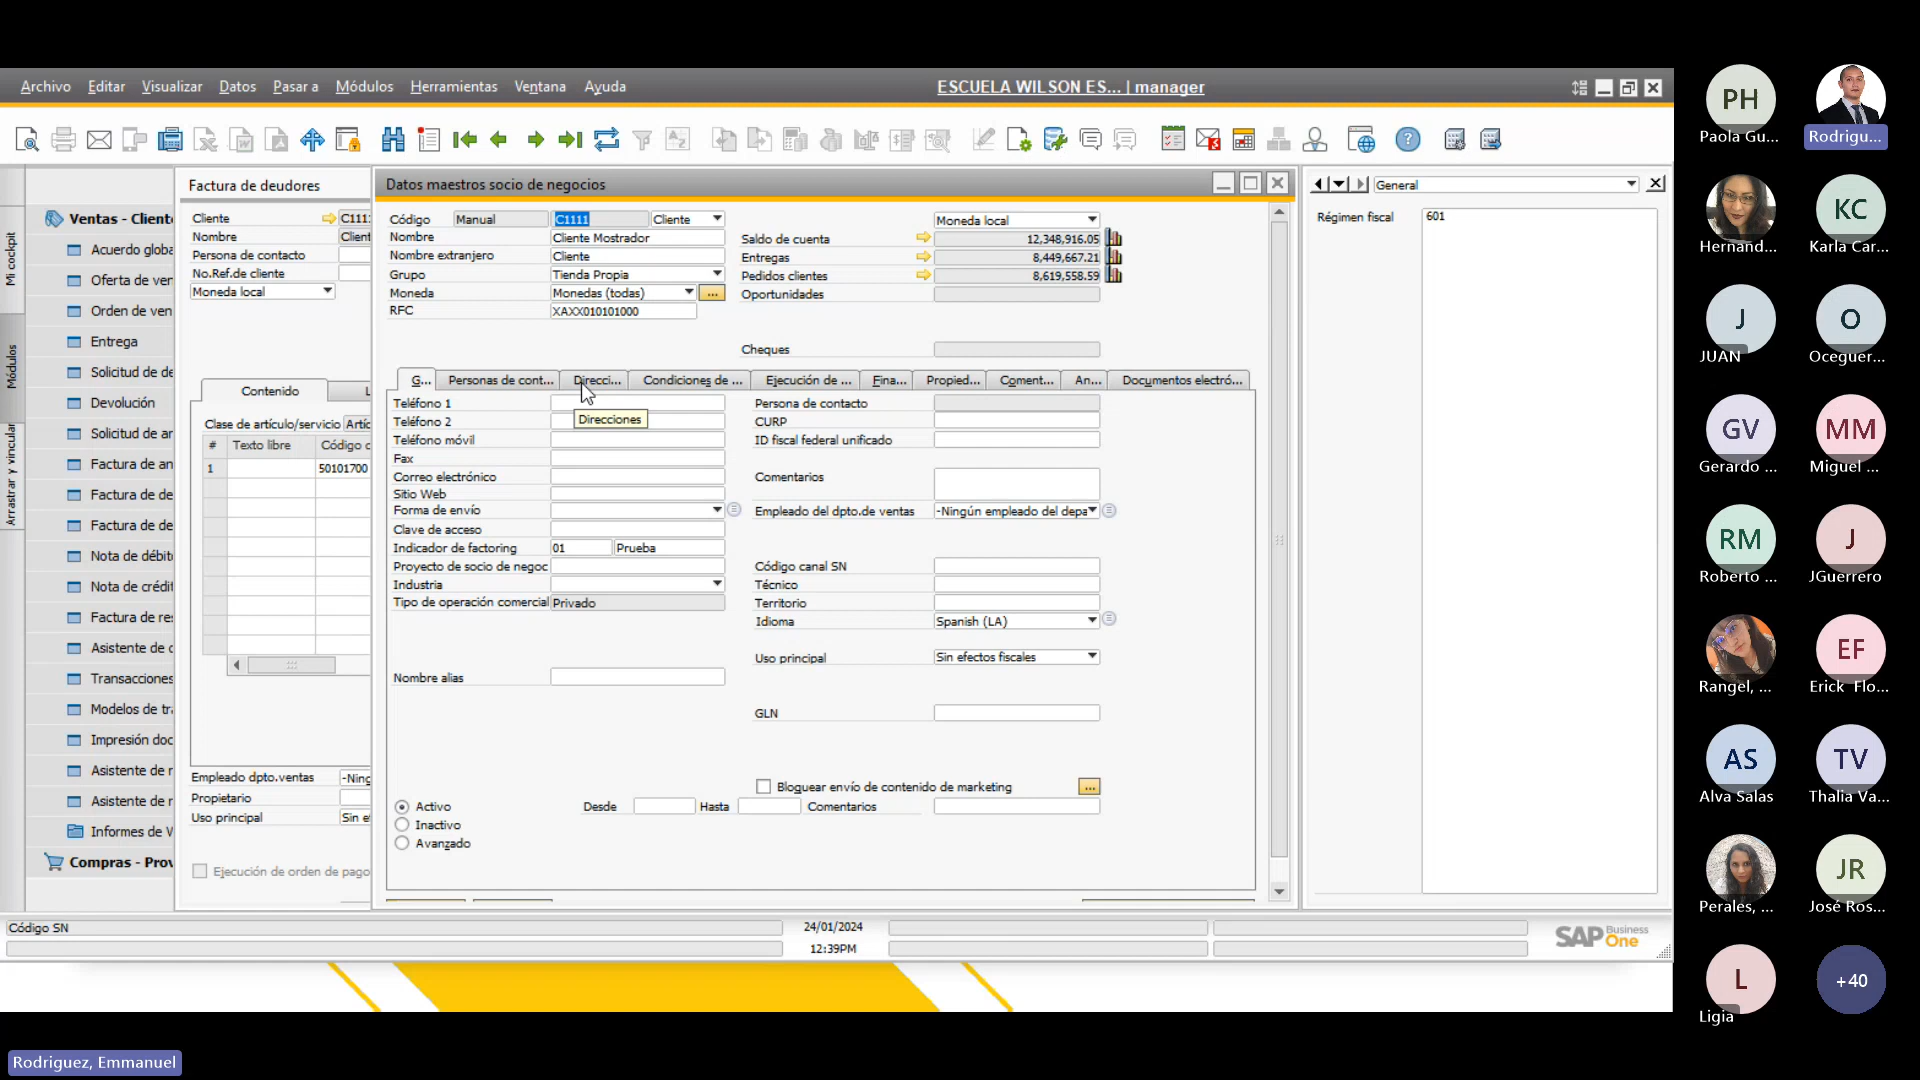 Archivo Editar Visualizar Datos Pasar a Módulos Herramientas Ventana Ayuda
ESCUELA WILSON ES... | manager
Mi cockpit
Módulos
Arrastrar y vincular
Ventas - Cliente
Acuerdo globa
Oferta de ven
Orden de ven
Entrega
Solicitud de de
Devolución
Solicitud de an
Factura de an
Factura de de
Factura de de
Nota de débit
Nota de crédit
Factura de res
Asistente de c
Transacciones
Modelos de tra
Impresión doc
Asistente de r
Asistente de r
Informes de V
Compras - Prov
Factura de deudores
Cliente C111
Nombre Client
Persona de contacto
No.Ref.de cliente
Moneda local
Contenido
Clase de artículo/servicio Artíc
# Texto libre Código d
1 50101700
Empleado dpto.ventas -Ning
Propietario
Uso principal Sin ef
Ejecución de orden de pago
Datos maestros socio de negocios
Código Manual C1111 Cliente
Nombre Cliente Mostrador
Nombre extranjero Cliente
Grupo Tienda Propia
Moneda Monedas (todas) ...
RFC XAXX010101000
Moneda local
Saldo de cuenta 12,348,916.05
Entregas 8,449,667.21
Pedidos clientes 8,619,558.59
Oportunidades
Cheques
G... Personas de cont... Direcci... Condiciones de ... Ejecución de ... Fina... Propied... Coment... An... Documentos electró...
Direcciones
Teléfono 1
Teléfono 2
Teléfono móvil
Fax
Correo electrónico
Sitio Web
Forma de envío
Clave de acceso
Indicador de factoring 01 Prueba
Proyecto de socio de negoc
Industria
Tipo de operación comercial Privado
Nombre alias
Persona de contacto
CURP
ID fiscal federal unificado
Comentarios
Empleado del dpto.de ventas -Ningún empleado del depa
Código canal SN
Técnico
Territorio
Idioma Spanish (LA)
Uso principal Sin efectos fiscales
GLN
Bloquear envío de contenido de marketing ...
Activo Desde Hasta Comentarios
Inactivo
Avanzado
General
Régimen fiscal 601
Código SN
24/01/2024
12:39PM
SAP Business One
PH
Paola Gu...
Rodrigu...
Hernánd...
KC
Karla Car...
J
JUAN
O
Oceguer...
GV
Gerardo ...
MM
Miguel ...
RM
Roberto ...
J
JGuerrero
Rangel, ...
EF
Erick Flo...
AS
Alva Salas
TV
Thalia Va...
Perales, ...
JR
José Ros...
L
Ligia
+40
Rodriguez, Emmanuel